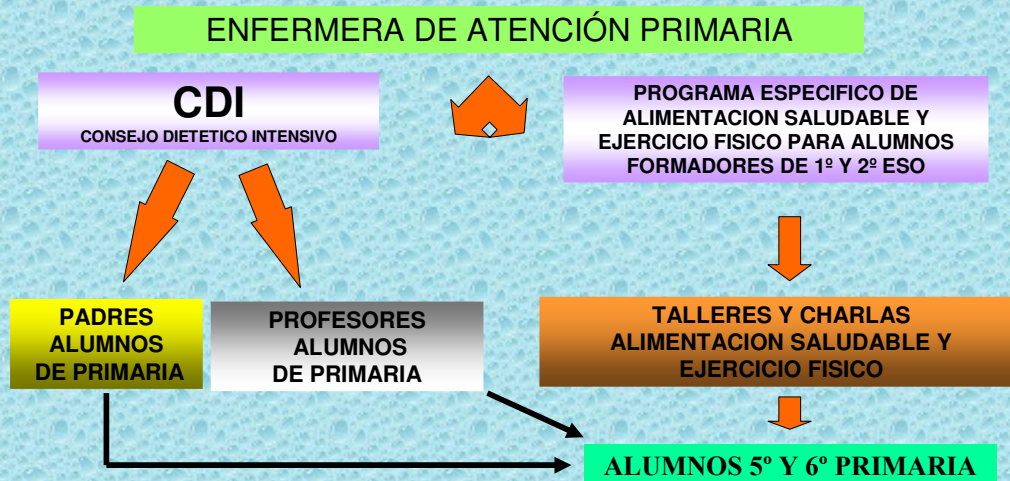 ENFERMERA DE ATENCIÓN PRIMARIA
CDI
CONSEJO DIETETICO INTENSIVO
PROGRAMA ESPECIFICO DE
ALIMENTACION SALUDABLE Y
EJERCICIO FISICO PARA ALUMNOS
FORMADORES DE 1º Y 2º ESO
PADRES
ALUMNOS
DE PRIMARIA
PROFESORES
ALUMNOS
DE PRIMARIA
TALLERES Y CHARLAS
ALIMENTACION SALUDABLE Y
EJERCICIO FISICO
ALUMNOS 5º Y 6º PRIMARIA